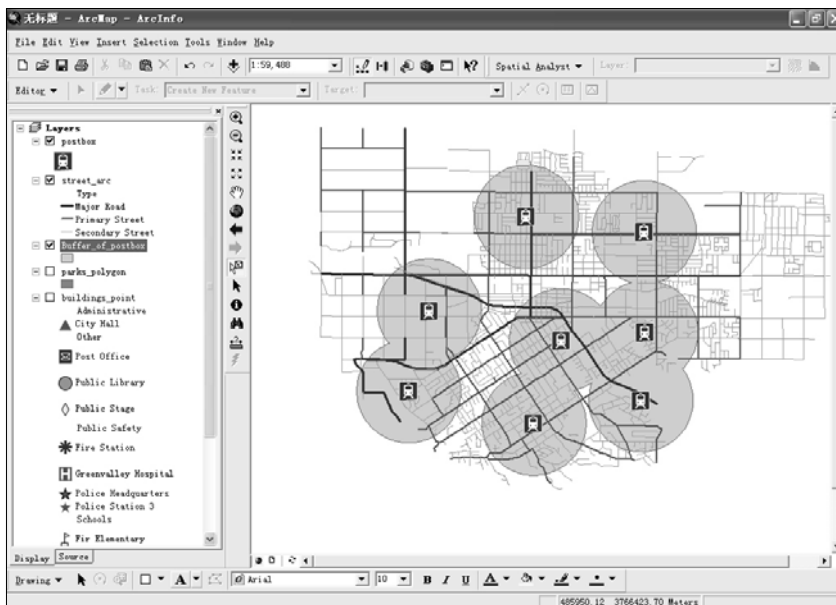 无标题 - ArcMap - ArcInfo
File Edit View Insert Selection Tools Window Help
1:59,488 Spatial Analyst Layer:
Editor Task: Create New Feature Target:
Layers
postbox
street_arc
Type
Major Road
Primary Street
Secondary Street
Buffer_of_postbox
parks_polygon
buildings_point
Administrative
City Hall
Other
Post Office
Public Library
Public Stage
Public Safety
Fire Station
Greenvalley Hospital
Police Headquarters
Police Station 3
Schools
Fir Elementary
Display Source
Drawing A Arial 10 B I U A
485950.12 3766423.70 Meters